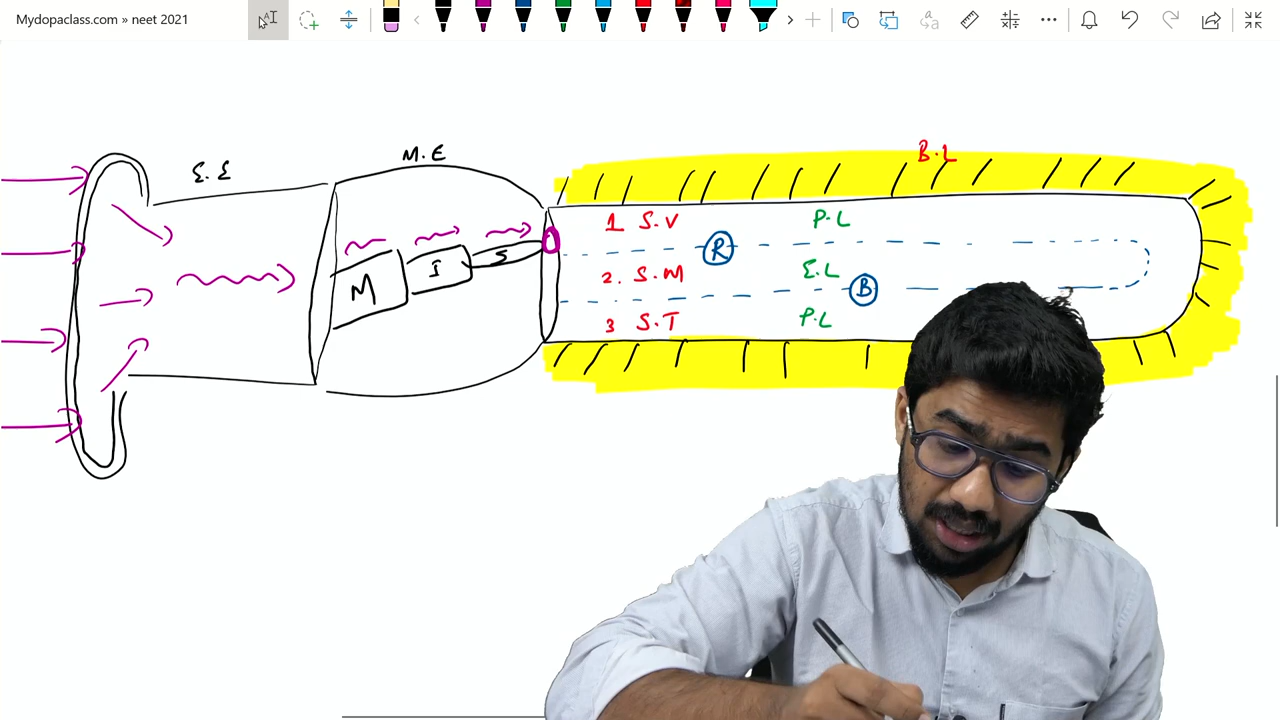 Mydopaclass.com » neet 2021
E.E
M.E
B.L
M
I
S
1 S.V
P.L
R
2. S.M
E.L
B
3 S.T
P.L